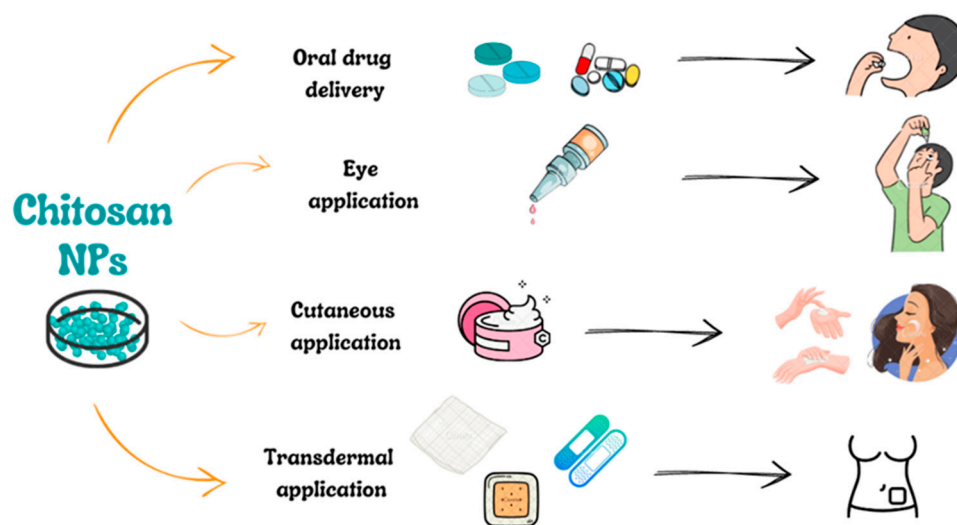 Oral drug
delivery
Eye
application
Chitosan
NPs
Cutaneous
application
C
Transdermal
application